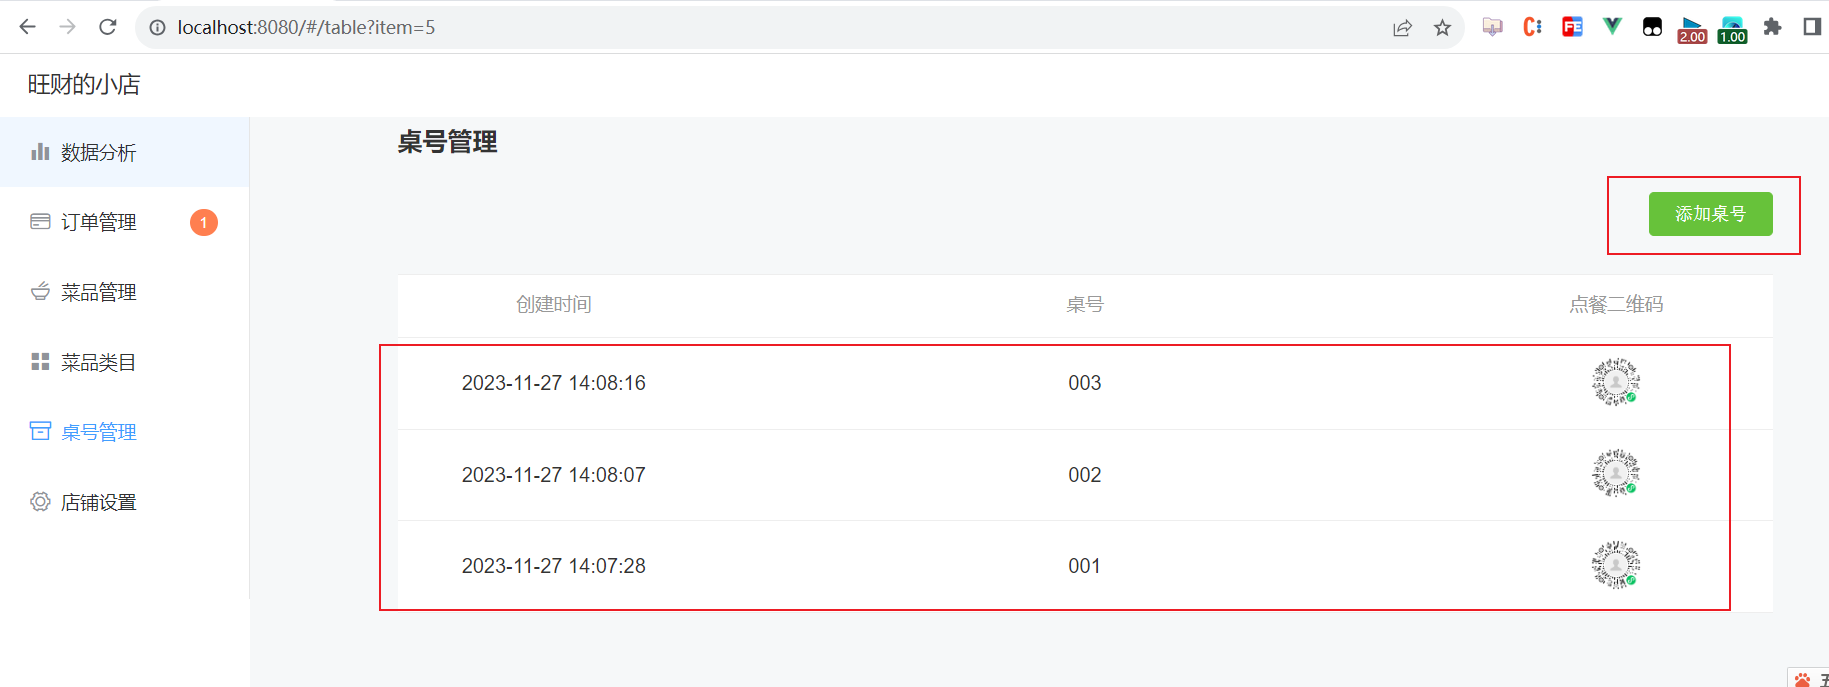 localhost:8080/#/table?item=5
2.00
1.00
旺财的小店
数据分析
订单管理 1
菜品管理
菜品类目
桌号管理
店铺设置
桌号管理
添加桌号
创建时间 桌号 点餐二维码
2023-11-27 14:08:16 003
2023-11-27 14:08:07 002
2023-11-27 14:07:28 001